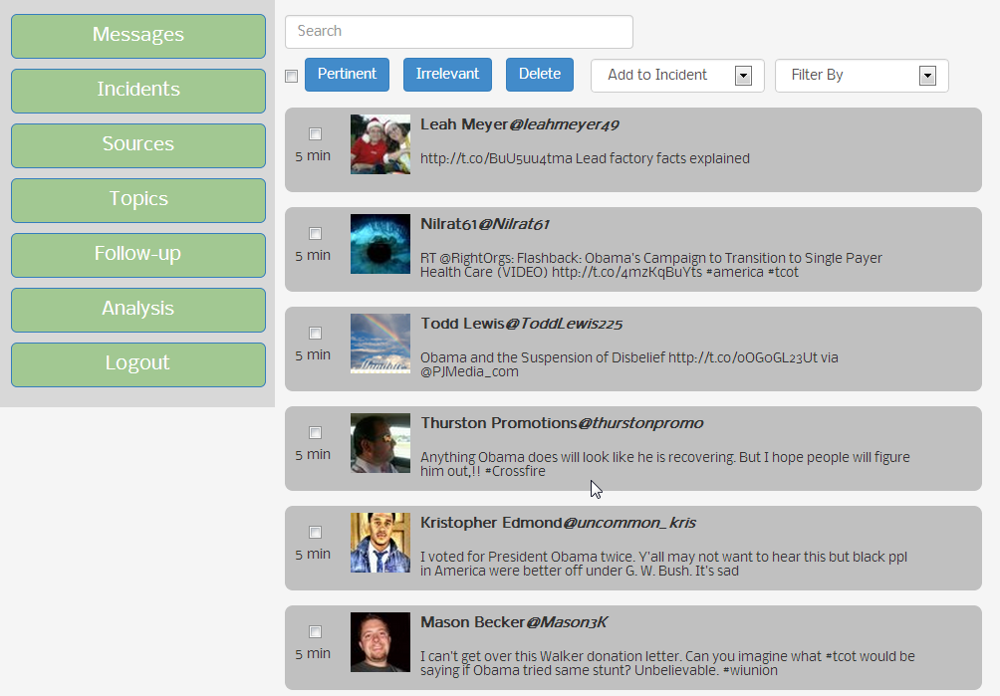 Messages
Incidents
Sources
Topics
Follow-up
Analysis
Logout
Search
Pertinent Irrelevant Delete Add to Incident Filter By
Leah Meyer@leahmeyer49
5 min
http://t.co/BuU5uu4tma Lead factory facts explained
Nilrat61@Nilrat61
5 min
RT @RightOrgs: Flashback: Obama's Campaign to Transition to Single Payer
Health Care (VIDEO) http://t.co/4mzKqBuYts #america #tcot
Todd Lewis@ToddLewis225
5 min
Obama and the Suspension of Disbelief http://t.co/0OG0GL23Ut via
@PJMedia_com
Thurston Promotions@thurstonpromo
5 min
Anything Obama does will look like he is recovering. But I hope people will figure
him out,!! #Crossfire
Kristopher Edmond@uncommon_kris
5 min
I voted for President Obama twice. Y'all may not want to hear this but black ppl
in America were better off under G. W. Bush. It's sad
Mason Becker@Mason3K
5 min
I can't get over this Walker donation letter. Can you imagine what #tcot would be
saying if Obama tried same stunt? Unbelievable. #wiunion